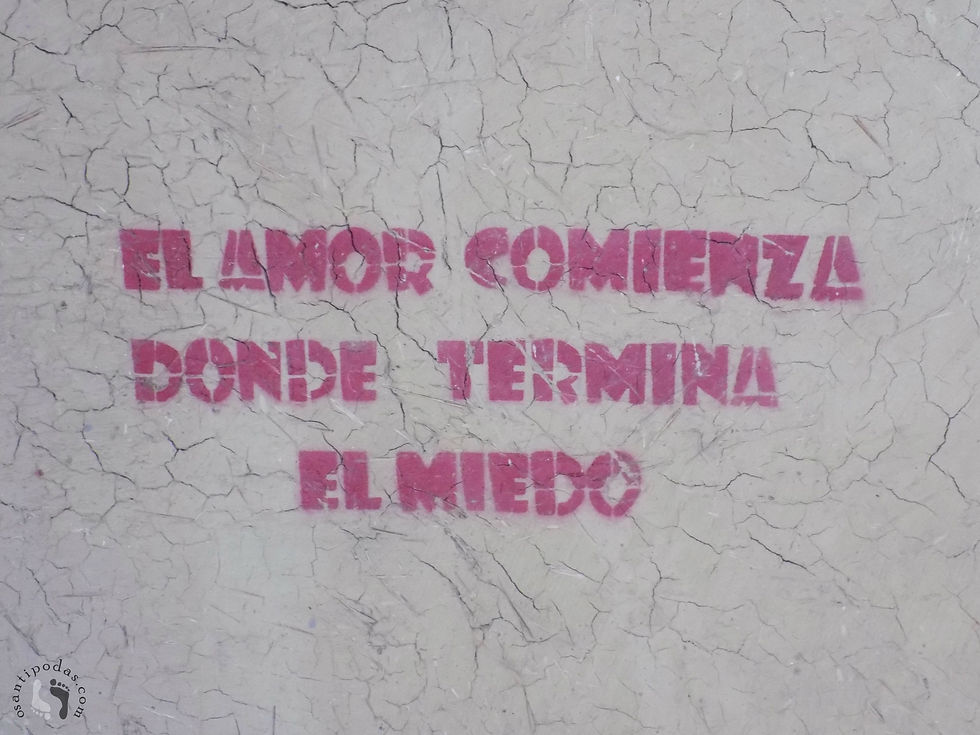 EL AMOR COMIENZA
DONDE TERMINA
EL MIEDO
osantipodas.com